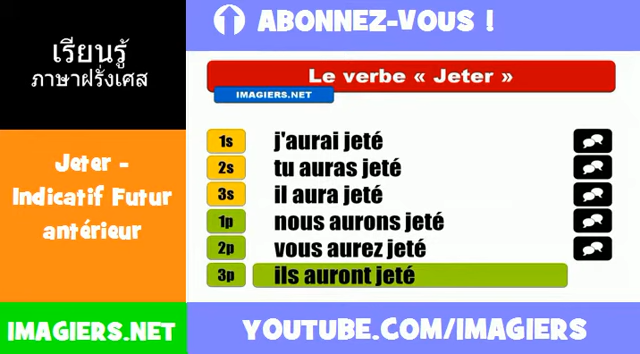 เรียนรู้
ภาษาฝรั่งเศส
Jeter -
Indicatif Futur
antérieur
IMAGIERS.NET
ABONNEZ-VOUS !
Le verbe « Jeter »
IMAGIERS.NET
1s j'aurai jeté
2s tu auras jeté
3s il aura jeté
1p nous aurons jeté
2p vous aurez jeté
3p ils auront jeté
YOUTUBE.COM/IMAGIERS